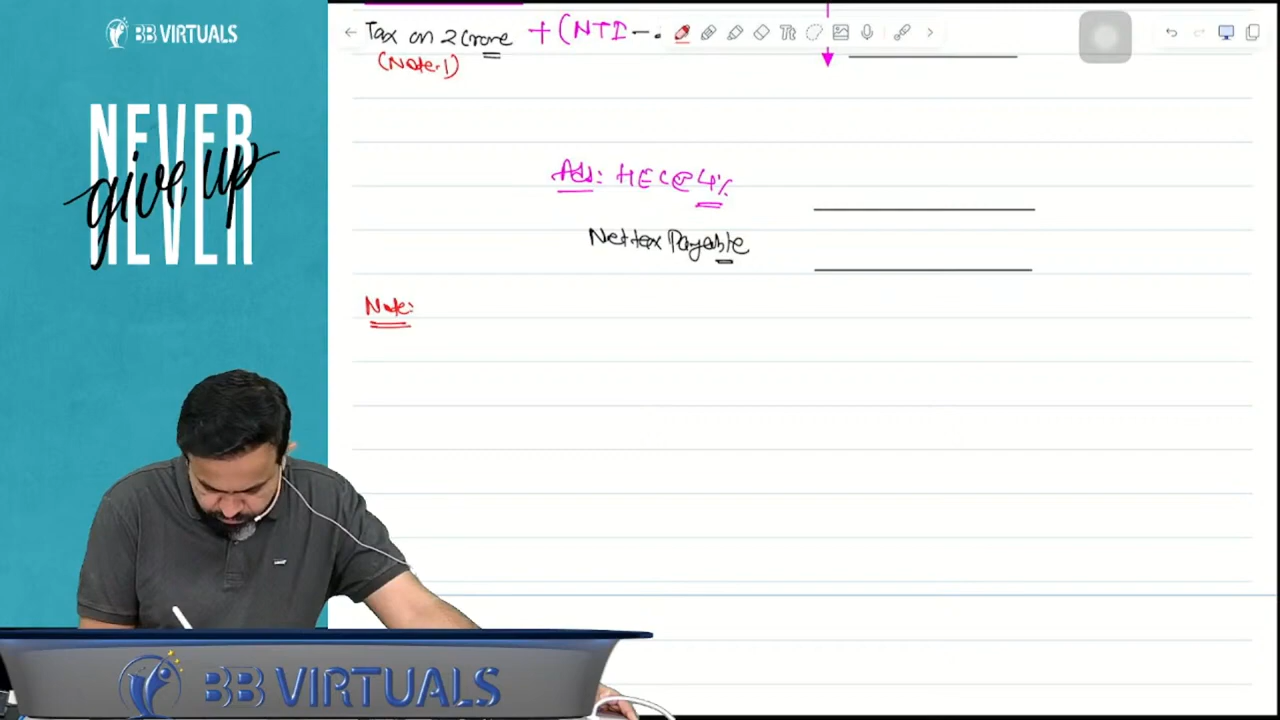 BB VIRTUALS
NEVER
give up
NEVER
Tax on 2 Crore + (NTI - .
(Note-1)
Add: HEC@4%
Net tax Payable
Note:
BB VIRTUALS